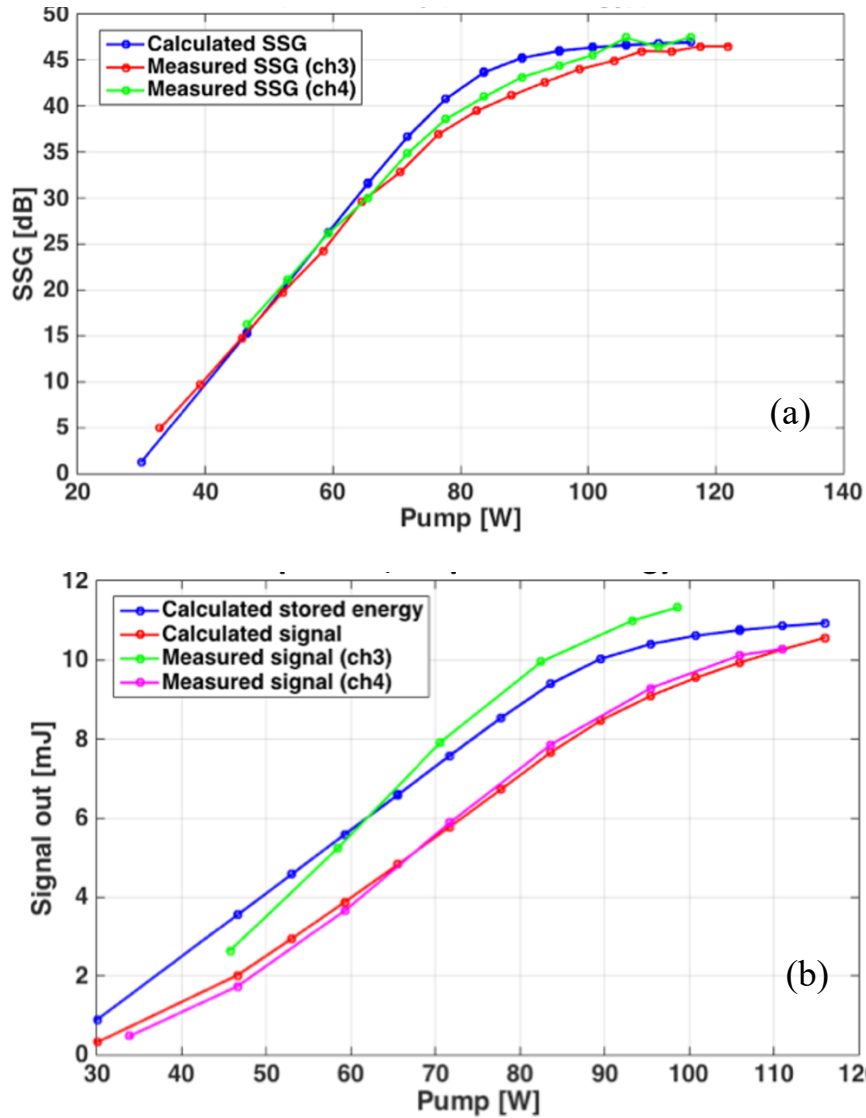 50
45
40
35
30
25
20
15
10
5
0
SSG [dB]
Calculated SSG
Measured SSG (ch3)
Measured SSG (ch4)
(a)
20 40 60 80 100 120 140
Pump [W]
12
10
8
6
4
2
0
Signal out [mJ]
Calculated stored energy
Calculated signal
Measured signal (ch3)
Measured signal (ch4)
(b)
30 40 50 60 70 80 90 100 110
Pump [W]